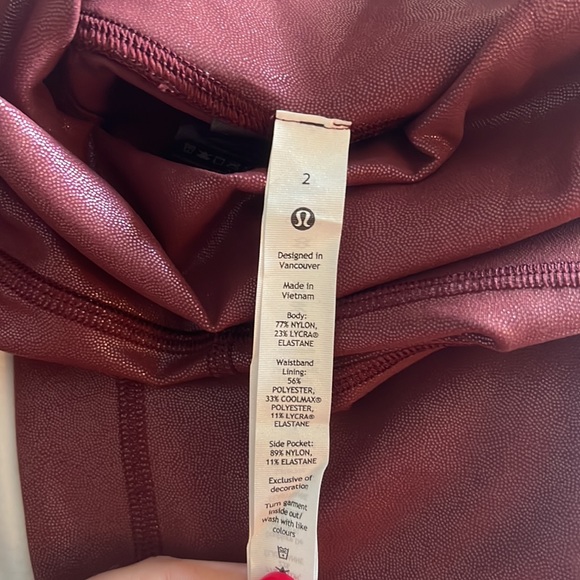 2
Designed in
Vancouver
Made in
Vietnam
Body:
77% NYLON,
23% LYCRA®
ELASTANE
Waistband
Lining:
56%
POLYESTER,
33% COOLMAX®
POLYESTER,
11% LYCRA®
ELASTANE
Side Pocket:
89% NYLON,
11% ELASTANE
Exclusive of
decoration
Turn garment
inside out/
wash with like
colours